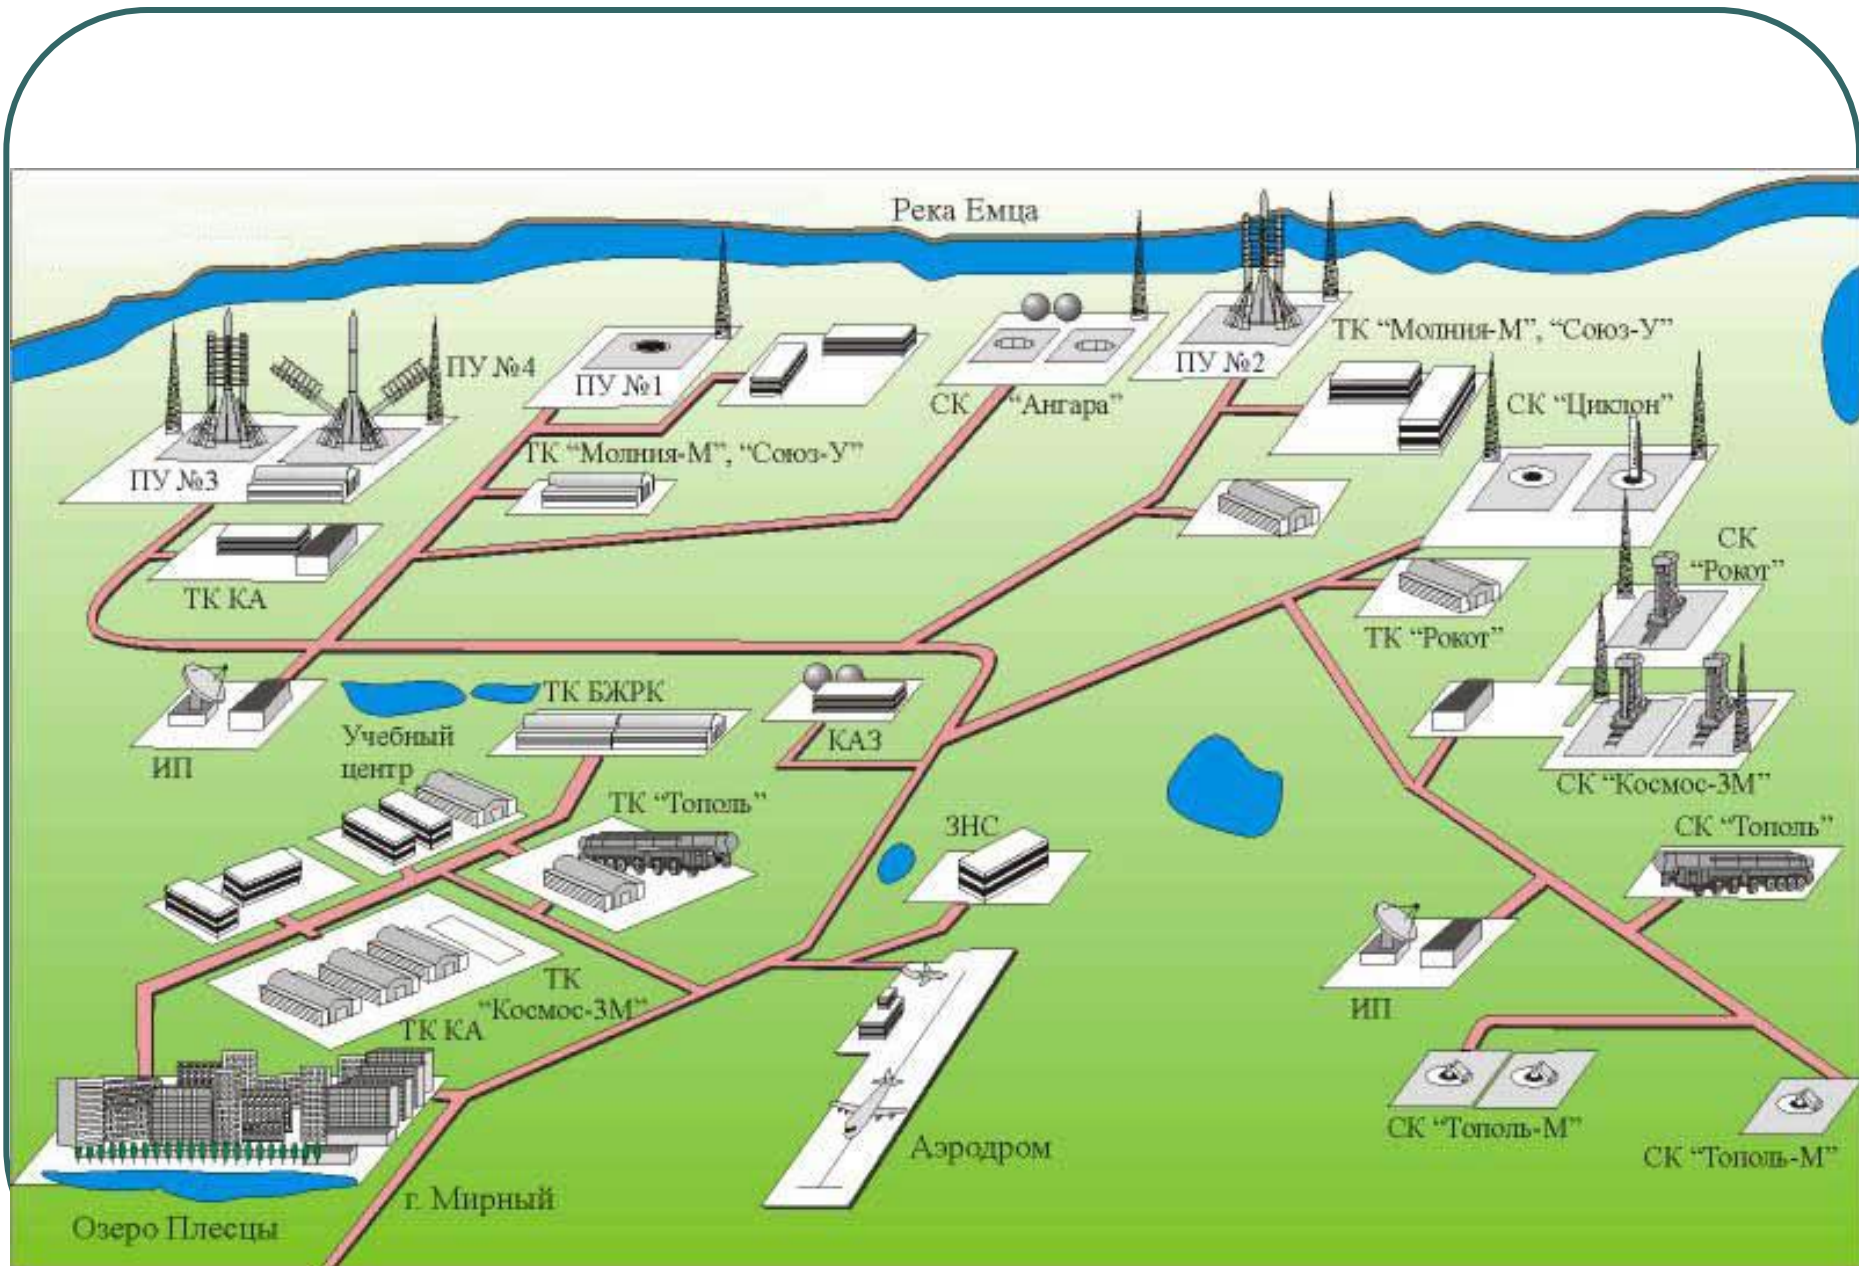 Река Емца
ПУ №4
ПУ №1
ПУ №2
ТК “Молния-М”, “Союз-У”
СК “Ангара”
СК “Циклон”
ПУ №3
ТК “Молния-М”, “Союз-У”
СК
“Рокот”
ТК КА
ТК “Рокот”
ТК БЖРК
Учебный
центр
КАЗ
ИП
СК “Космос-3М”
ТК “Тополь”
ЗНС
СК “Тополь”
ТК
“Космос-3М”
ТК КА
ИП
СК “Тополь-М”
Аэродром
СК “Тополь-М”
г. Мирный
Озеро Плесцы